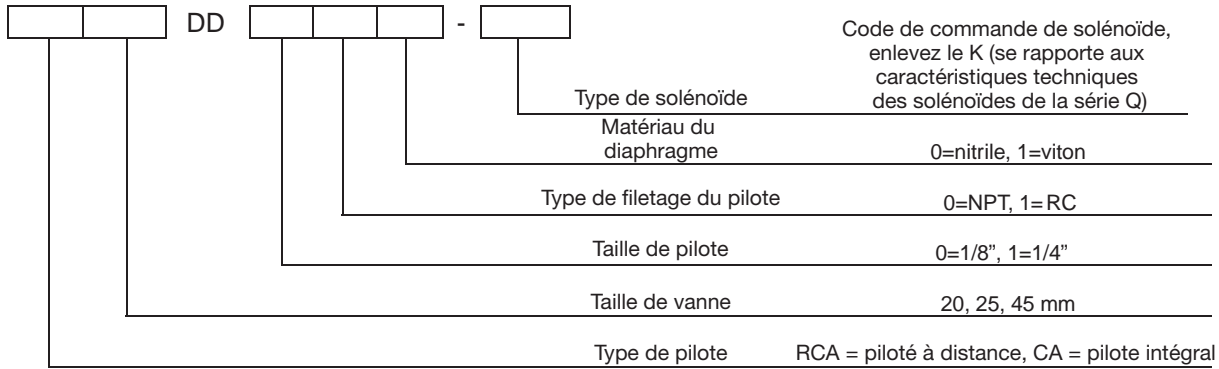 DD -
Code de commande de solénoïde,
enlevez le K (se rapporte aux
caractéristiques techniques
des solénoïdes de la série Q)
Type de solénoïde
Matériau du
diaphragme
0=nitrile, 1=viton
Type de filetage du pilote
0=NPT, 1=RC
Taille de pilote
0=1/8”, 1=1/4”
Taille de vanne
20, 25, 45 mm
Type de pilote
RCA = piloté à distance, CA = pilote intégral